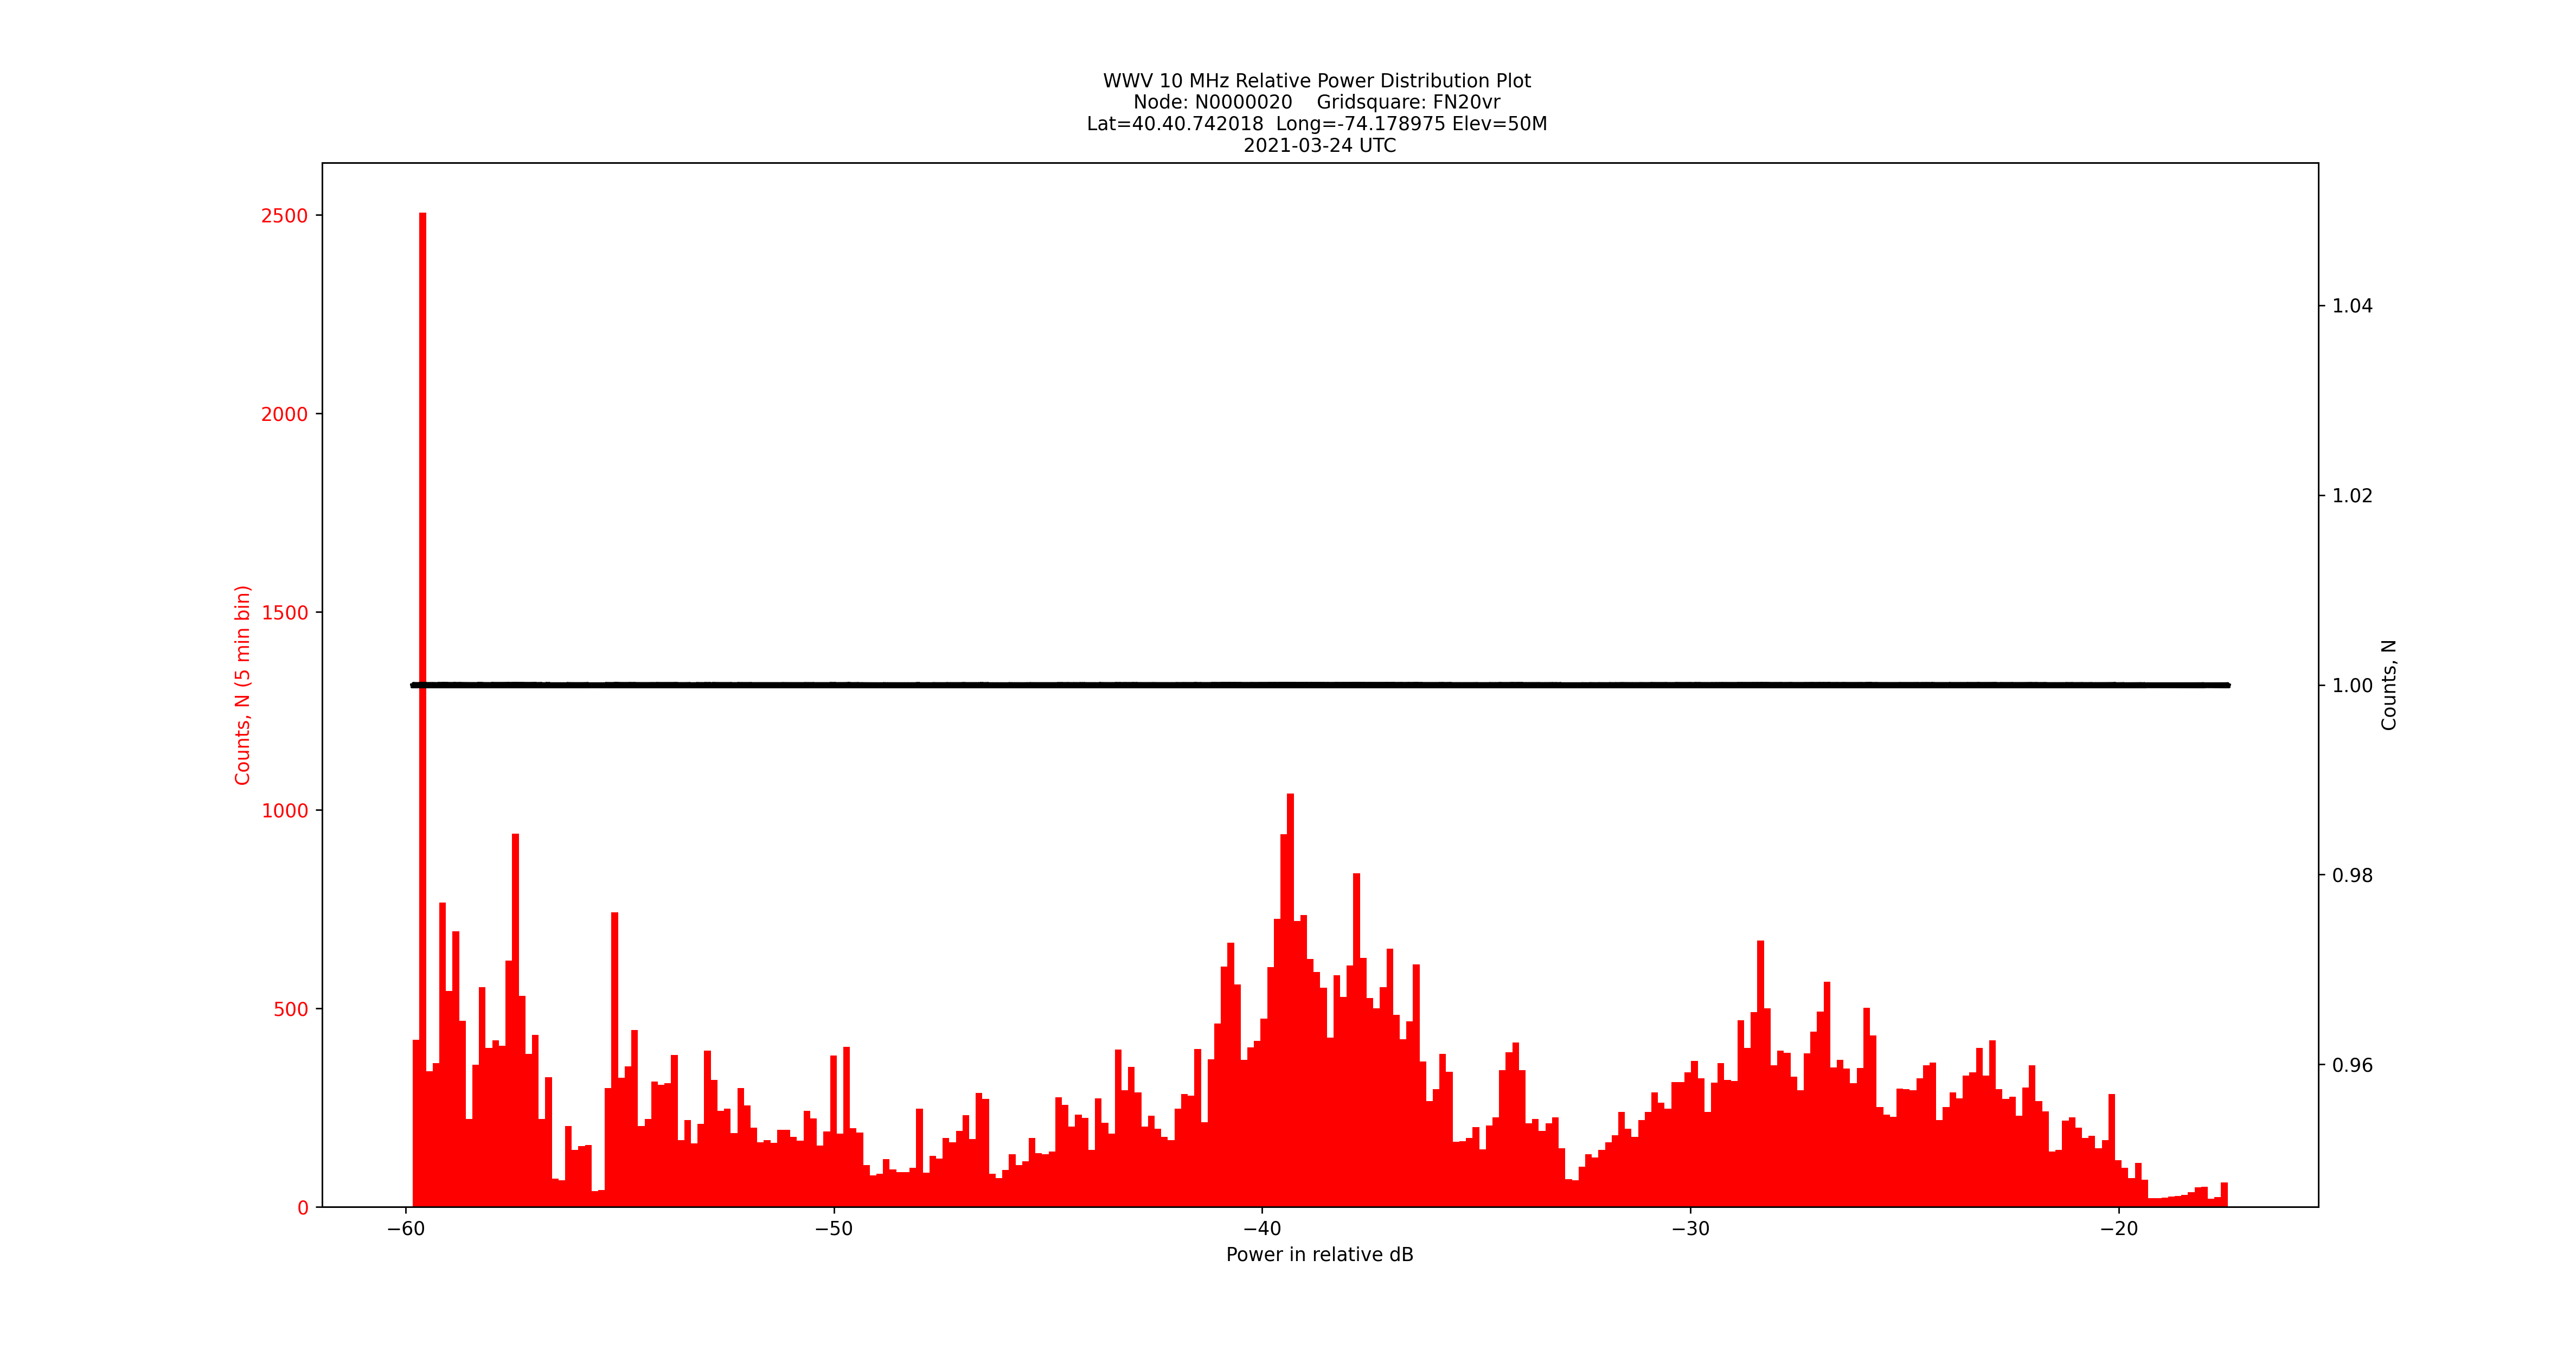 WWV 10 MHz Relative Power Distribution Plot
Node: N0000020    Gridsquare: FN20vr
Lat=40.40.742018  Long=-74.178975 Elev=50M
2021-03-24 UTC
2500
2000
1500
1000
500
0
Counts, N (5 min bin)
1.04
1.02
1.00
0.98
0.96
Counts, N
−60
−50
−40
−30
−20
Power in relative dB